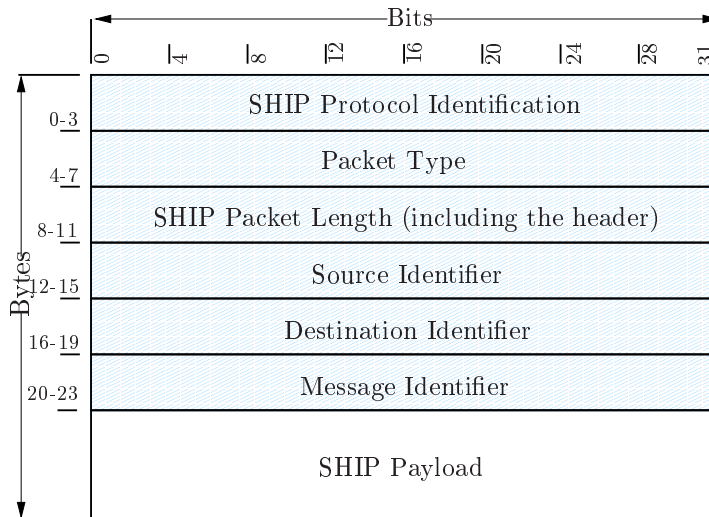 Bits
0 4 8 12 16 20 24 28 31
SHIP Protocol Identification
0-3
Packet Type
4-7
SHIP Packet Length (including the header)
8-11
Source Identifier
12-15
Destination Identifier
16-19
Message Identifier
20-23
SHIP Payload
Bytes